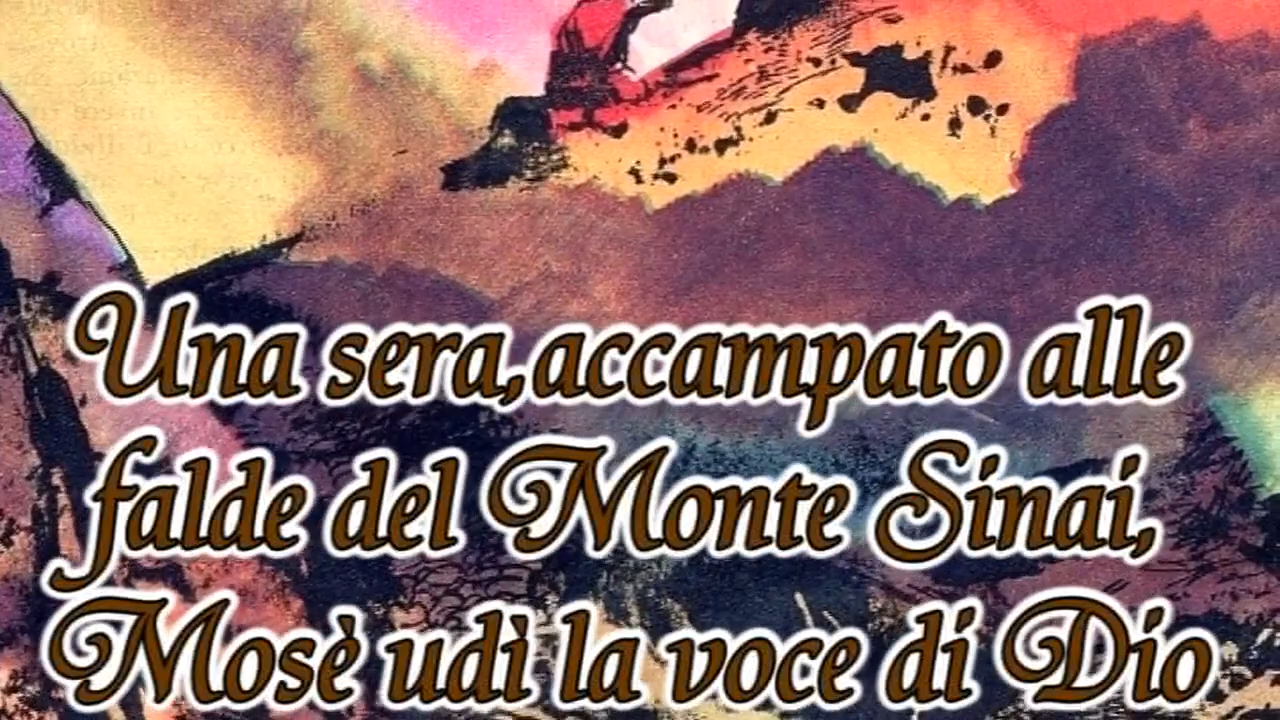 Una sera,accampato alle
falde del Monte Sinai,
Mosè udì la voce di Dio